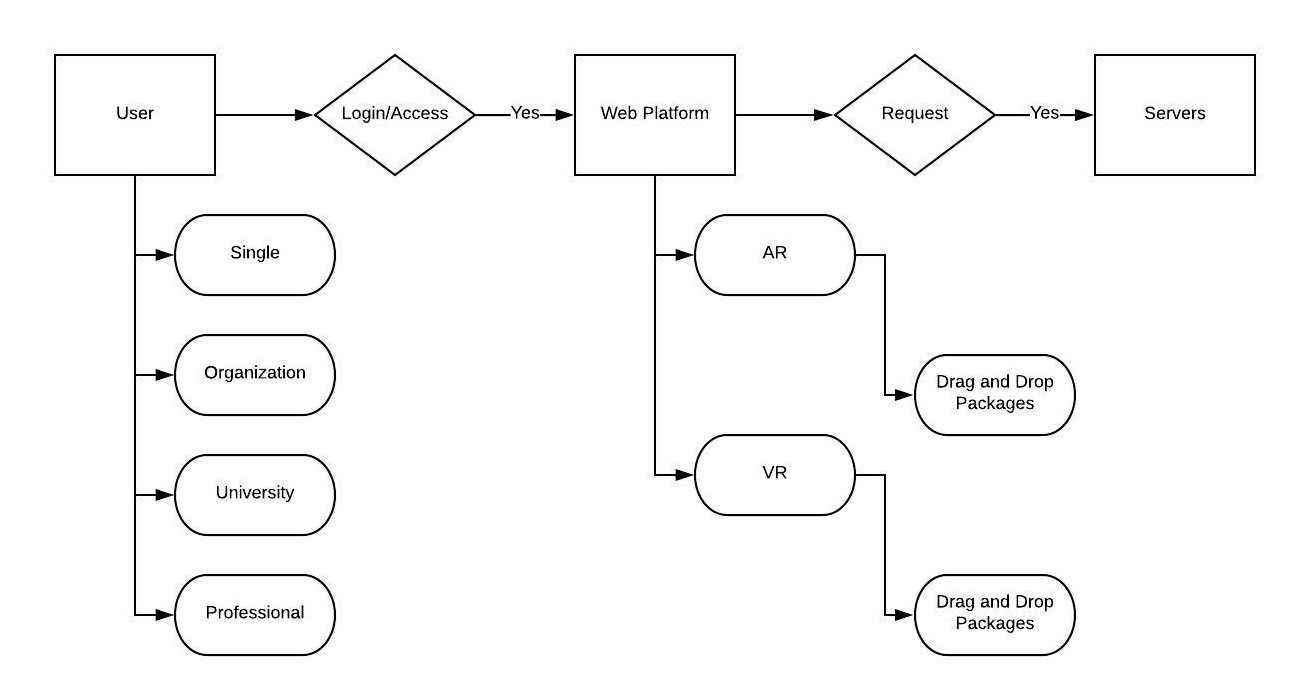 User
Login/Access
Yes
Web Platform
Request
Yes
Servers
Single
Organization
University
Professional
AR
Drag and Drop
Packages
VR
Drag and Drop
Packages